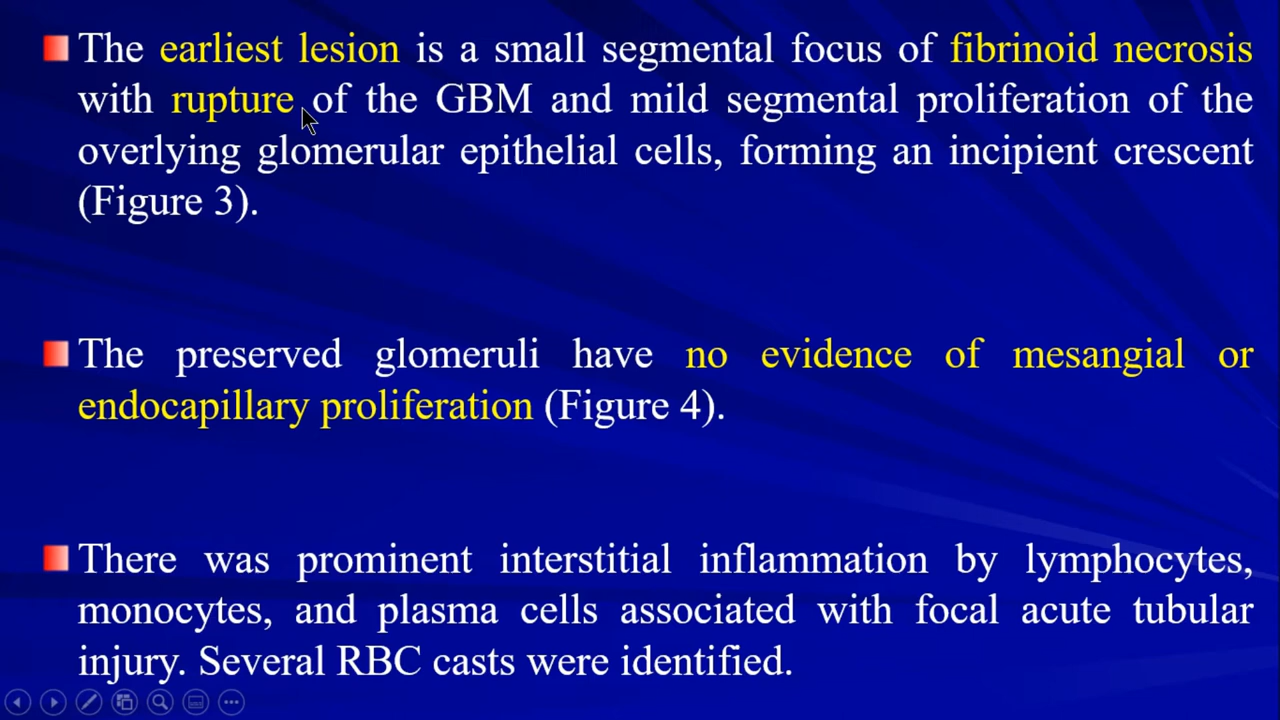 The earliest lesion is a small segmental focus of fibrinoid necrosis
with rupture of the GBM and mild segmental proliferation of the
overlying glomerular epithelial cells, forming an incipient crescent
(Figure 3).
The preserved glomeruli have no evidence of mesangial or
endocapillary proliferation (Figure 4).
There was prominent interstitial inflammation by lymphocytes,
monocytes, and plasma cells associated with focal acute tubular
injury. Several RBC casts were identified.